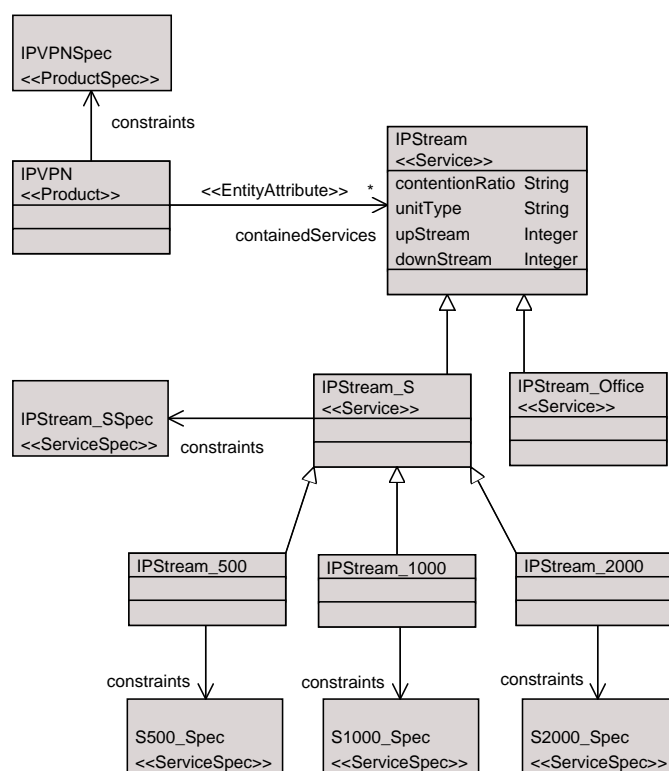 IPVPNSpec
<<ProductSpec>>
constraints
IPVPN
<<Product>>
<<EntityAttribute>> *
containedServices
IPStream
<<Service>>
contentionRatio String
unitType String
upStream Integer
downStream Integer
IPStream_SSpec
<<ServiceSpec>>
constraints
IPStream_S
<<Service>>
IPStream_Office
<<Service>>
IPStream_500
IPStream_1000
IPStream_2000
constraints
constraints
constraints
S500_Spec
<<ServiceSpec>>
S1000_Spec
<<ServiceSpec>>
S2000_Spec
<<ServiceSpec>>